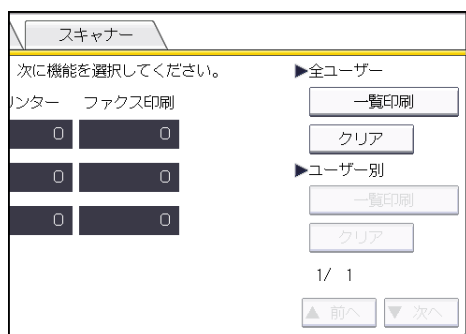 スキャナー
次に機能を選択してください。
▶全ユーザー
リンター ファクス印刷
一覧印刷
0 0
クリア
▶ユーザー別
0 0
一覧印刷
0 0
クリア
1/ 1
▲ 前へ ▼ 次へ